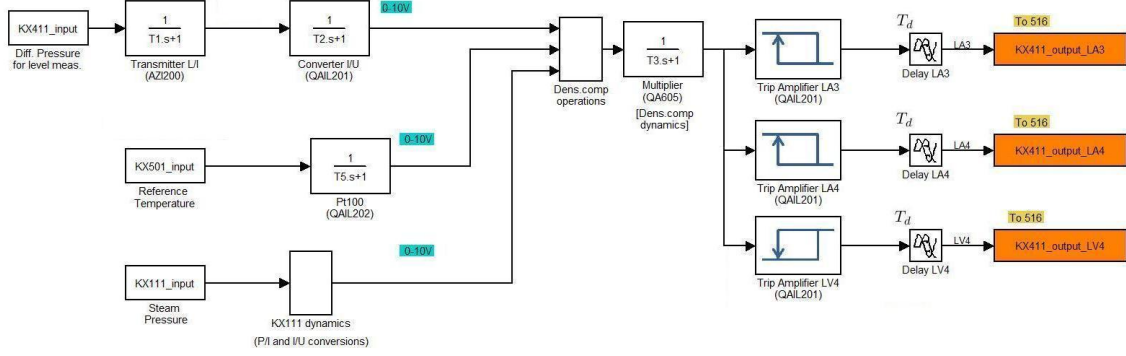 KX411_input
Diff. Pressure
for level meas.
1
T1.s+1
Transmitter L/I
(AZI200)
1
T2.s+1
Converter I/U
(QAIL201)
0-10V
Dens.comp
operations
1
T3.s+1
Multiplier
(QA605)
[Dens.comp
dynamics]
Trip Amplifier LA3
(QAIL201)
Td
Delay LA3
LA3
To 516
KX411_output_LA3
KX501_input
Reference
Temperature
1
T5.s+1
Pt100
(QAIL202)
0-10V
Trip Amplifier LA4
(QAIL201)
Td
Delay LA4
LA4
To 516
KX411_output_LA4
KX111_input
Steam
Pressure
KX111 dynamics
(P/I and I/U conversions)
0-10V
Trip Amplifier LV4
(QAIL201)
Td
Delay LV4
LV4
To 516
KX411_output_LV4